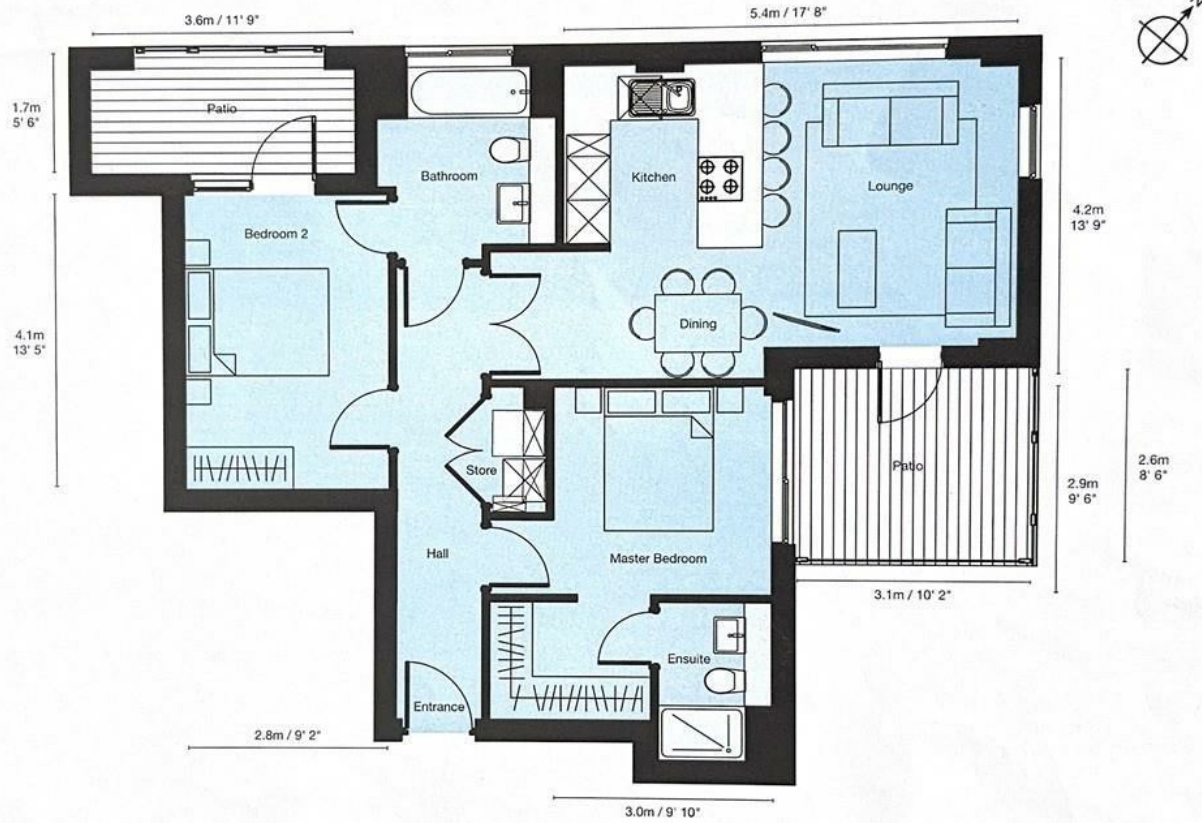 3.6m / 11' 9"
5.4m / 17' 8"
1.7m
5' 6"
Patio
Bathroom
Kitchen
Lounge
4.2m
13' 9"
Bedroom 2
4.1m
13' 5"
Dining
Store
Patio
2.6m
8' 6"
2.9m
9' 6"
Hall
Master Bedroom
3.1m / 10' 2"
Ensuite
Entrance
2.8m / 9' 2"
3.0m / 9' 10"